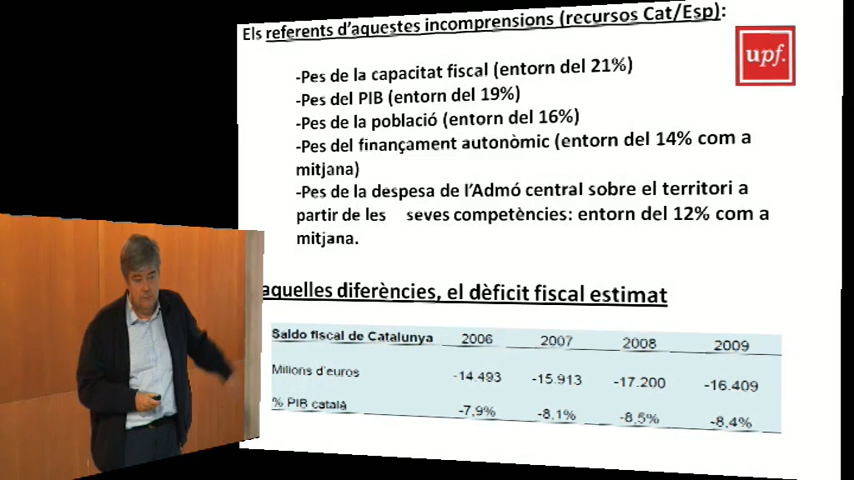 Els referents d'aquestes incomprensions (recursos Cat/Esp):
upf.
-Pes de la capacitat fiscal (entorn del 21%)
-Pes del PIB (entorn del 19%)
-Pes de la població (entorn del 16%)
-Pes del finançament autonòmic (entorn del 14% com a
mitjana)
-Pes de la despesa de l'Admó central sobre el territori a
partir de les seves competències: entorn del 12% com a
mitjana.
aquelles diferències, el dèficit fiscal estimat
Saldo fiscal de Catalunya 2006 2007 2008 2009
Milions d'euros -14.493 -15.913 -17.200 -16.409
% PIB català -7,9% -8,1% -8,5% -8,4%